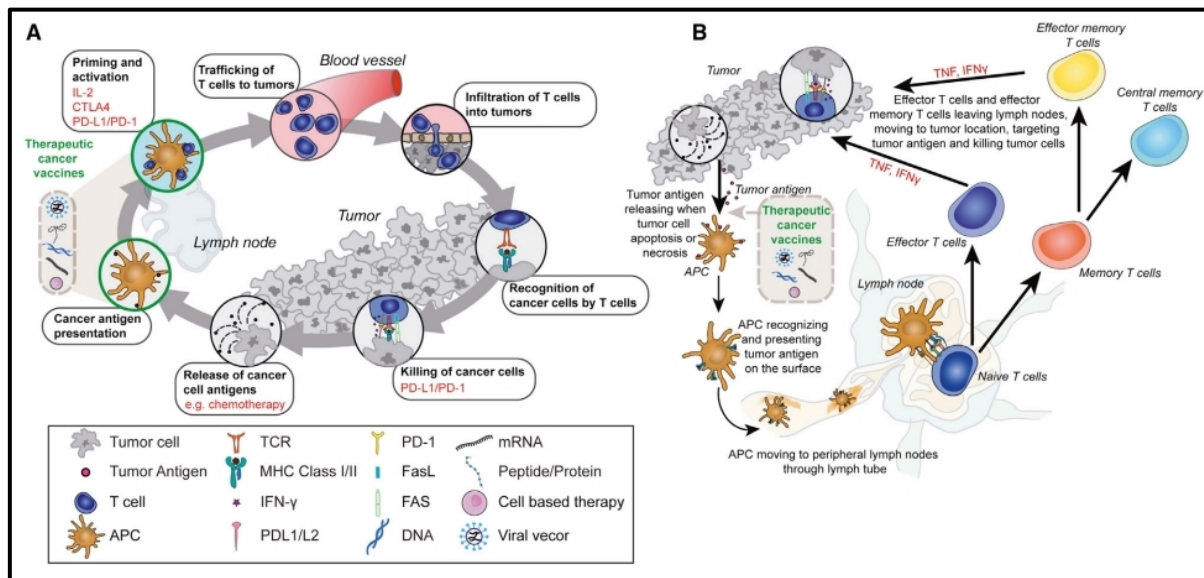 A
Priming and
activation
IL-2
CTLA4
PD-L1/PD-1
Trafficking of
T cells to tumors
Blood vessel
Infiltration of T cells
into tumors
Therapeutic
cancer
vaccines
Lymph node
Tumor
Recognition of
cancer cells by T cells
Cancer antigen
presentation
Release of cancer
cell antigens
e.g. chemotherapy
Killing of cancer cells
PD-L1/PD-1
Tumor cell
TCR
PD-1
mRNA
Tumor Antigen
MHC Class I/II
FasL
Peptide/Protein
T cell
IFN-γ
FAS
Cell based therapy
APC
PDL1/L2
DNA
Viral vecor
B
Tumor
Effector memory
T cells
TNF, IFNγ
Central memory
T cells
Effector T cells and effector
memory T cells leaving lymph nodes,
moving to tumor location, targeting
tumor antigen and killing tumor cells
TNF, IFNγ
Tumor antigen
releasing when
tumor cell
apoptosis or
necrosis
Tumor antigen
Therapeutic
cancer
vaccines
APC
Effector T cells
Memory T cells
Lymph node
APC recognizing
and presenting
tumor antigen
on the surface
Naive T cells
APC moving to peripheral lymph nodes
through lymph tube